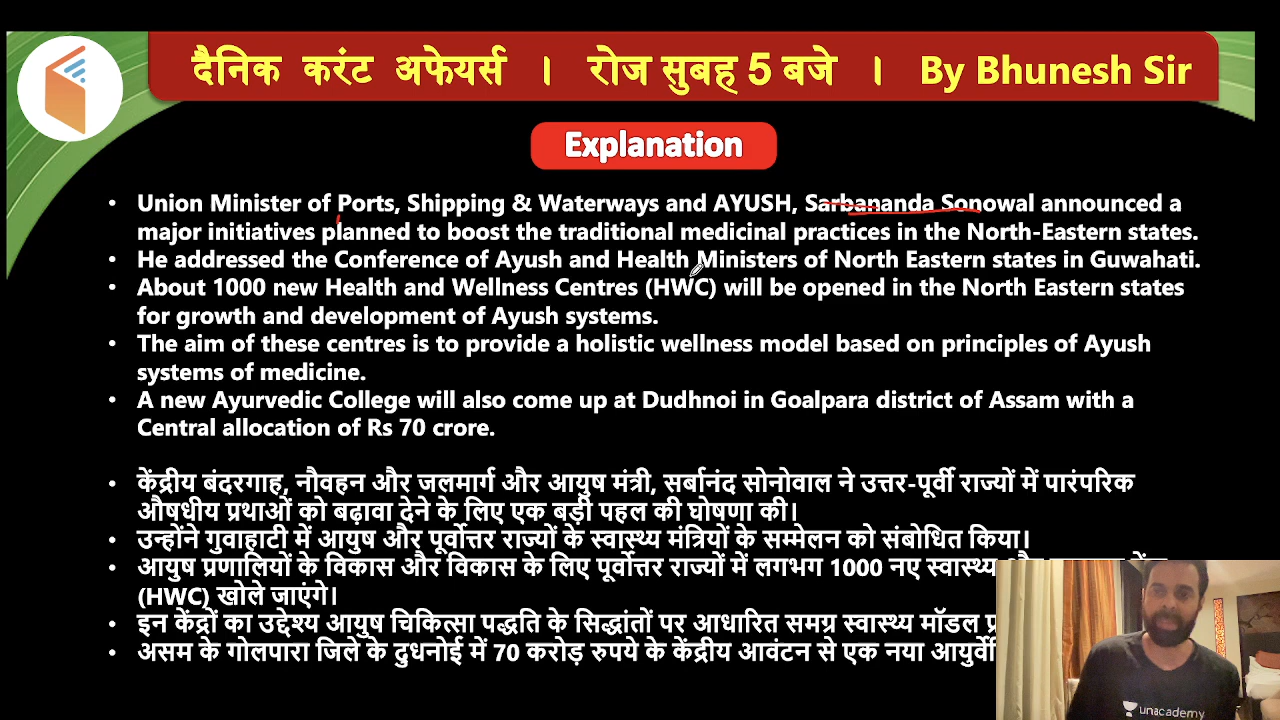 दैनिक करंट अफेयर्स । रोज सुबह 5 बजे । By Bhunesh Sir
Explanation
• Union Minister of Ports, Shipping & Waterways and AYUSH, Sarbananda Sonowal announced a
major initiatives planned to boost the traditional medicinal practices in the North-Eastern states.
• He addressed the Conference of Ayush and Health Ministers of North Eastern states in Guwahati.
• About 1000 new Health and Wellness Centres (HWC) will be opened in the North Eastern states
for growth and development of Ayush systems.
• The aim of these centres is to provide a holistic wellness model based on principles of Ayush
systems of medicine.
• A new Ayurvedic College will also come up at Dudhnoi in Goalpara district of Assam with a
Central allocation of Rs 70 crore.
• केंद्रीय बंदरगाह, नौवहन और जलमार्ग और आयुष मंत्री, सर्बानंद सोनोवाल ने उत्तर-पूर्वी राज्यों में पारंपरिक
औषधीय प्रथाओं को बढ़ावा देने के लिए एक बड़ी पहल की घोषणा की।
• उन्होंने गुवाहाटी में आयुष और पूर्वोत्तर राज्यों के स्वास्थ्य मंत्रियों के सम्मेलन को संबोधित किया।
• आयुष प्रणालियों के विकास और विकास के लिए पूर्वोत्तर राज्यों में लगभग 1000 नए स्वास्थ्य
(HWC) खोले जाएंगे।
• इन केंद्रों का उद्देश्य आयुष चिकित्सा पद्धति के सिद्धांतों पर आधारित समग्र स्वास्थ्य मॉडल
• असम के गोलपारा जिले के दुधनोई में 70 करोड़ रुपये के केंद्रीय आवंटन से एक नया
unacademy